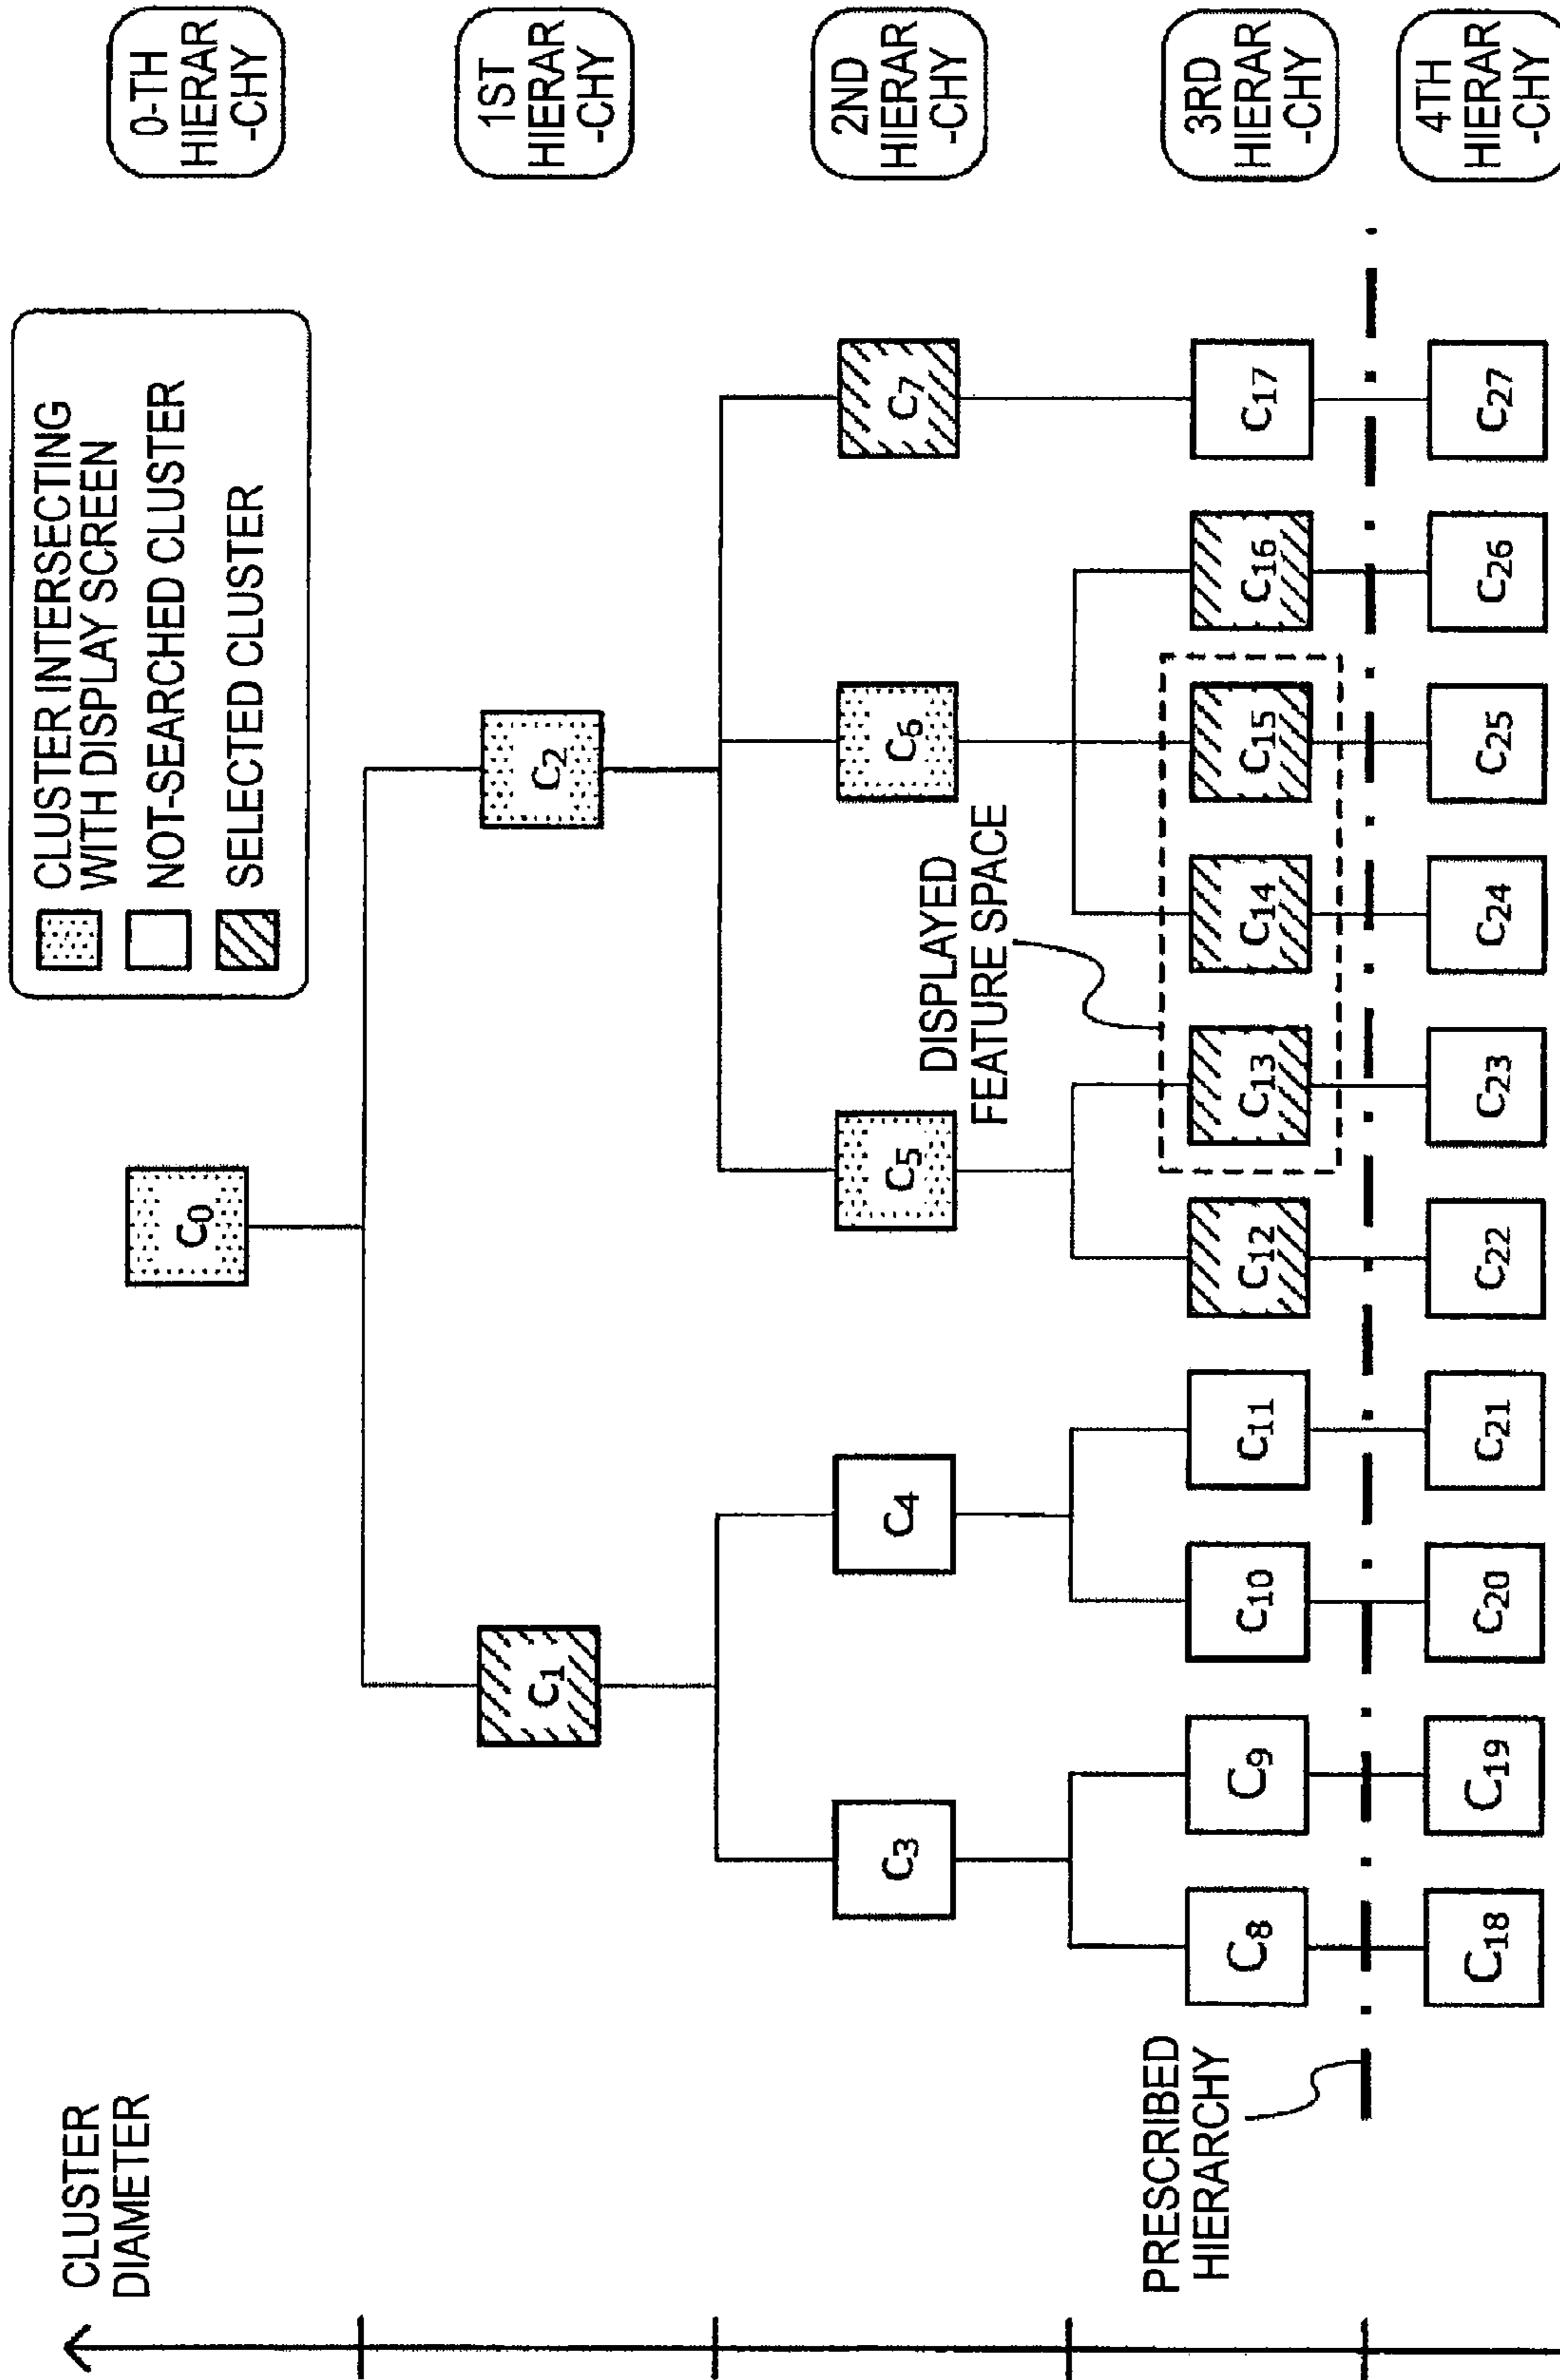 CLUSTER
DIAMETER
CLUSTER INTERSECTING
WITH DISPLAY SCREEN
NOT-SEARCHED CLUSTER
SELECTED CLUSTER
0-TH
HIERAR
-CHY
C0
1ST
HIERAR
-CHY
C1
C2
2ND
HIERAR
-CHY
C3
C4
C5
C6
C7
DISPLAYED
FEATURE SPACE
3RD
HIERAR
-CHY
C8
C9
C10
C11
C12
C13
C14
C15
C16
C17
PRESCRIBED
HIERARCHY
4TH
HIERAR
-CHY
C18
C19
C20
C21
C22
C23
C24
C25
C26
C27